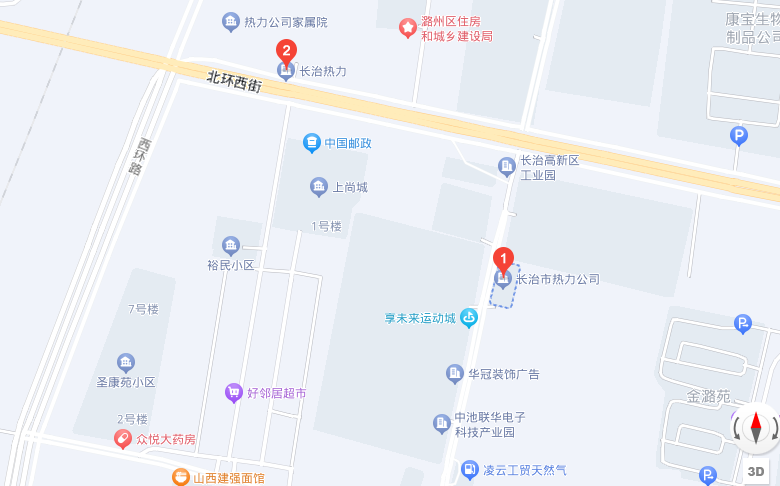 热力公司家属院
潞州区住房
和城乡建设局
康宝生物
制品公司
2
长治热力
北环西街
P
西环路
中国邮政
长治高新区
工业园
上尚城
1号楼
裕民小区
1
长治市热力公司
7号楼
享未来运动城
P
圣康苑小区
华冠装饰广告
好邻居超市
金潞苑
2号楼
中池联华电子
科技产业园
众悦大药房
山西建强面馆
凌云工贸天然气
P
3D